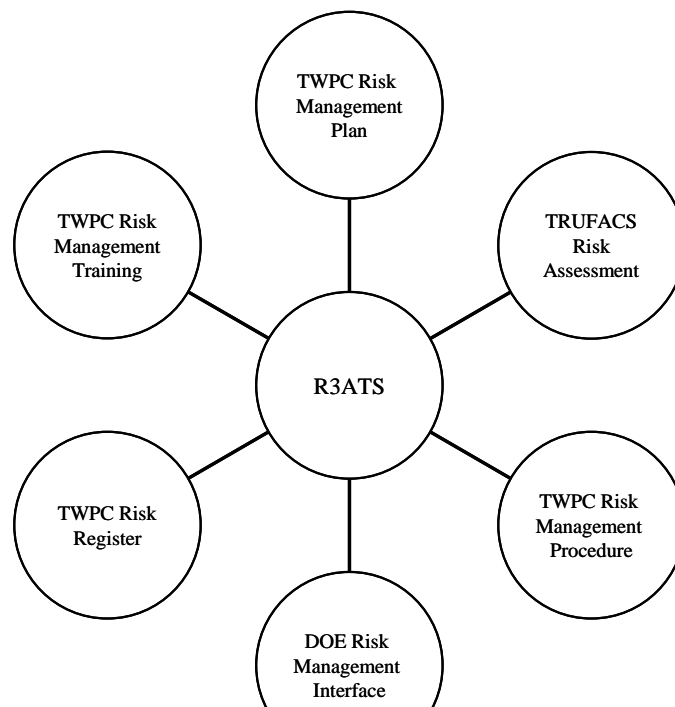 TWPC Risk
Management
Plan
TWPC Risk
Management
Training
TRUFACS
Risk
Assessment
R3ATS
TWPC Risk
Register
TWPC Risk
Management
Procedure
DOE Risk
Management
Interface